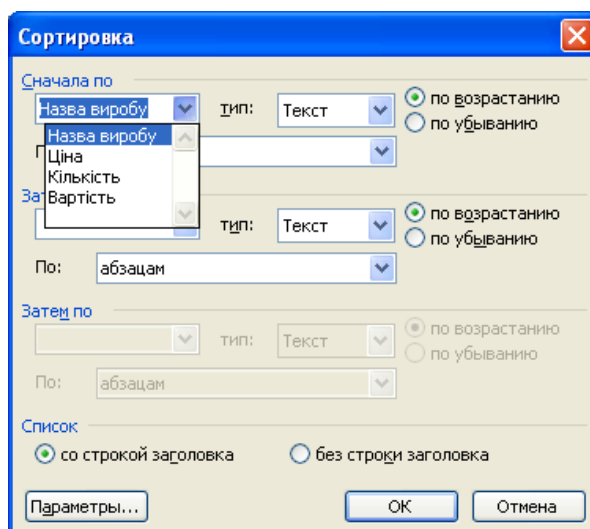 Сортировка
Сначала по
Назва виробу тип: Текст по возрастанию
по убыванию
Назва виробу
Ціна
Кількість
Вартість
тип: Текст по возрастанию
по убыванию
По: абзацам
Затем по
тип: Текст по возрастанию
по убыванию
По: абзацам
Список
со строкой заголовка без строки заголовка
Параметры... ОК Отмена